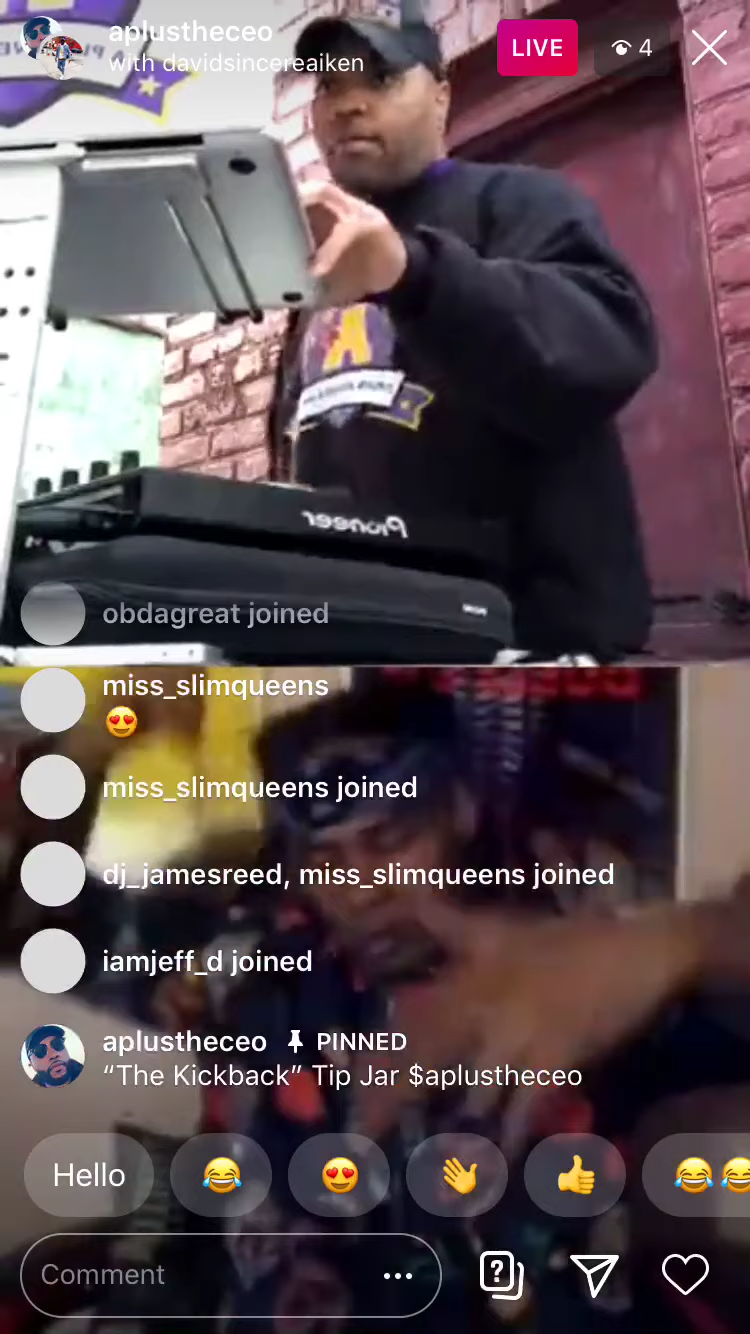 aplustheceo
with davidsincereaiken
LIVE
4
A
Pioneer
obdagreat joined
miss_slimqueens
😍
miss_slimqueens joined
dj_jamesreed, miss_slimqueens joined
iamjeff_d joined
aplustheceo 📌 PINNED
“The Kickback” Tip Jar $aplustheceo
Hello 😂 😍 👋 👍 😂😂
Comment